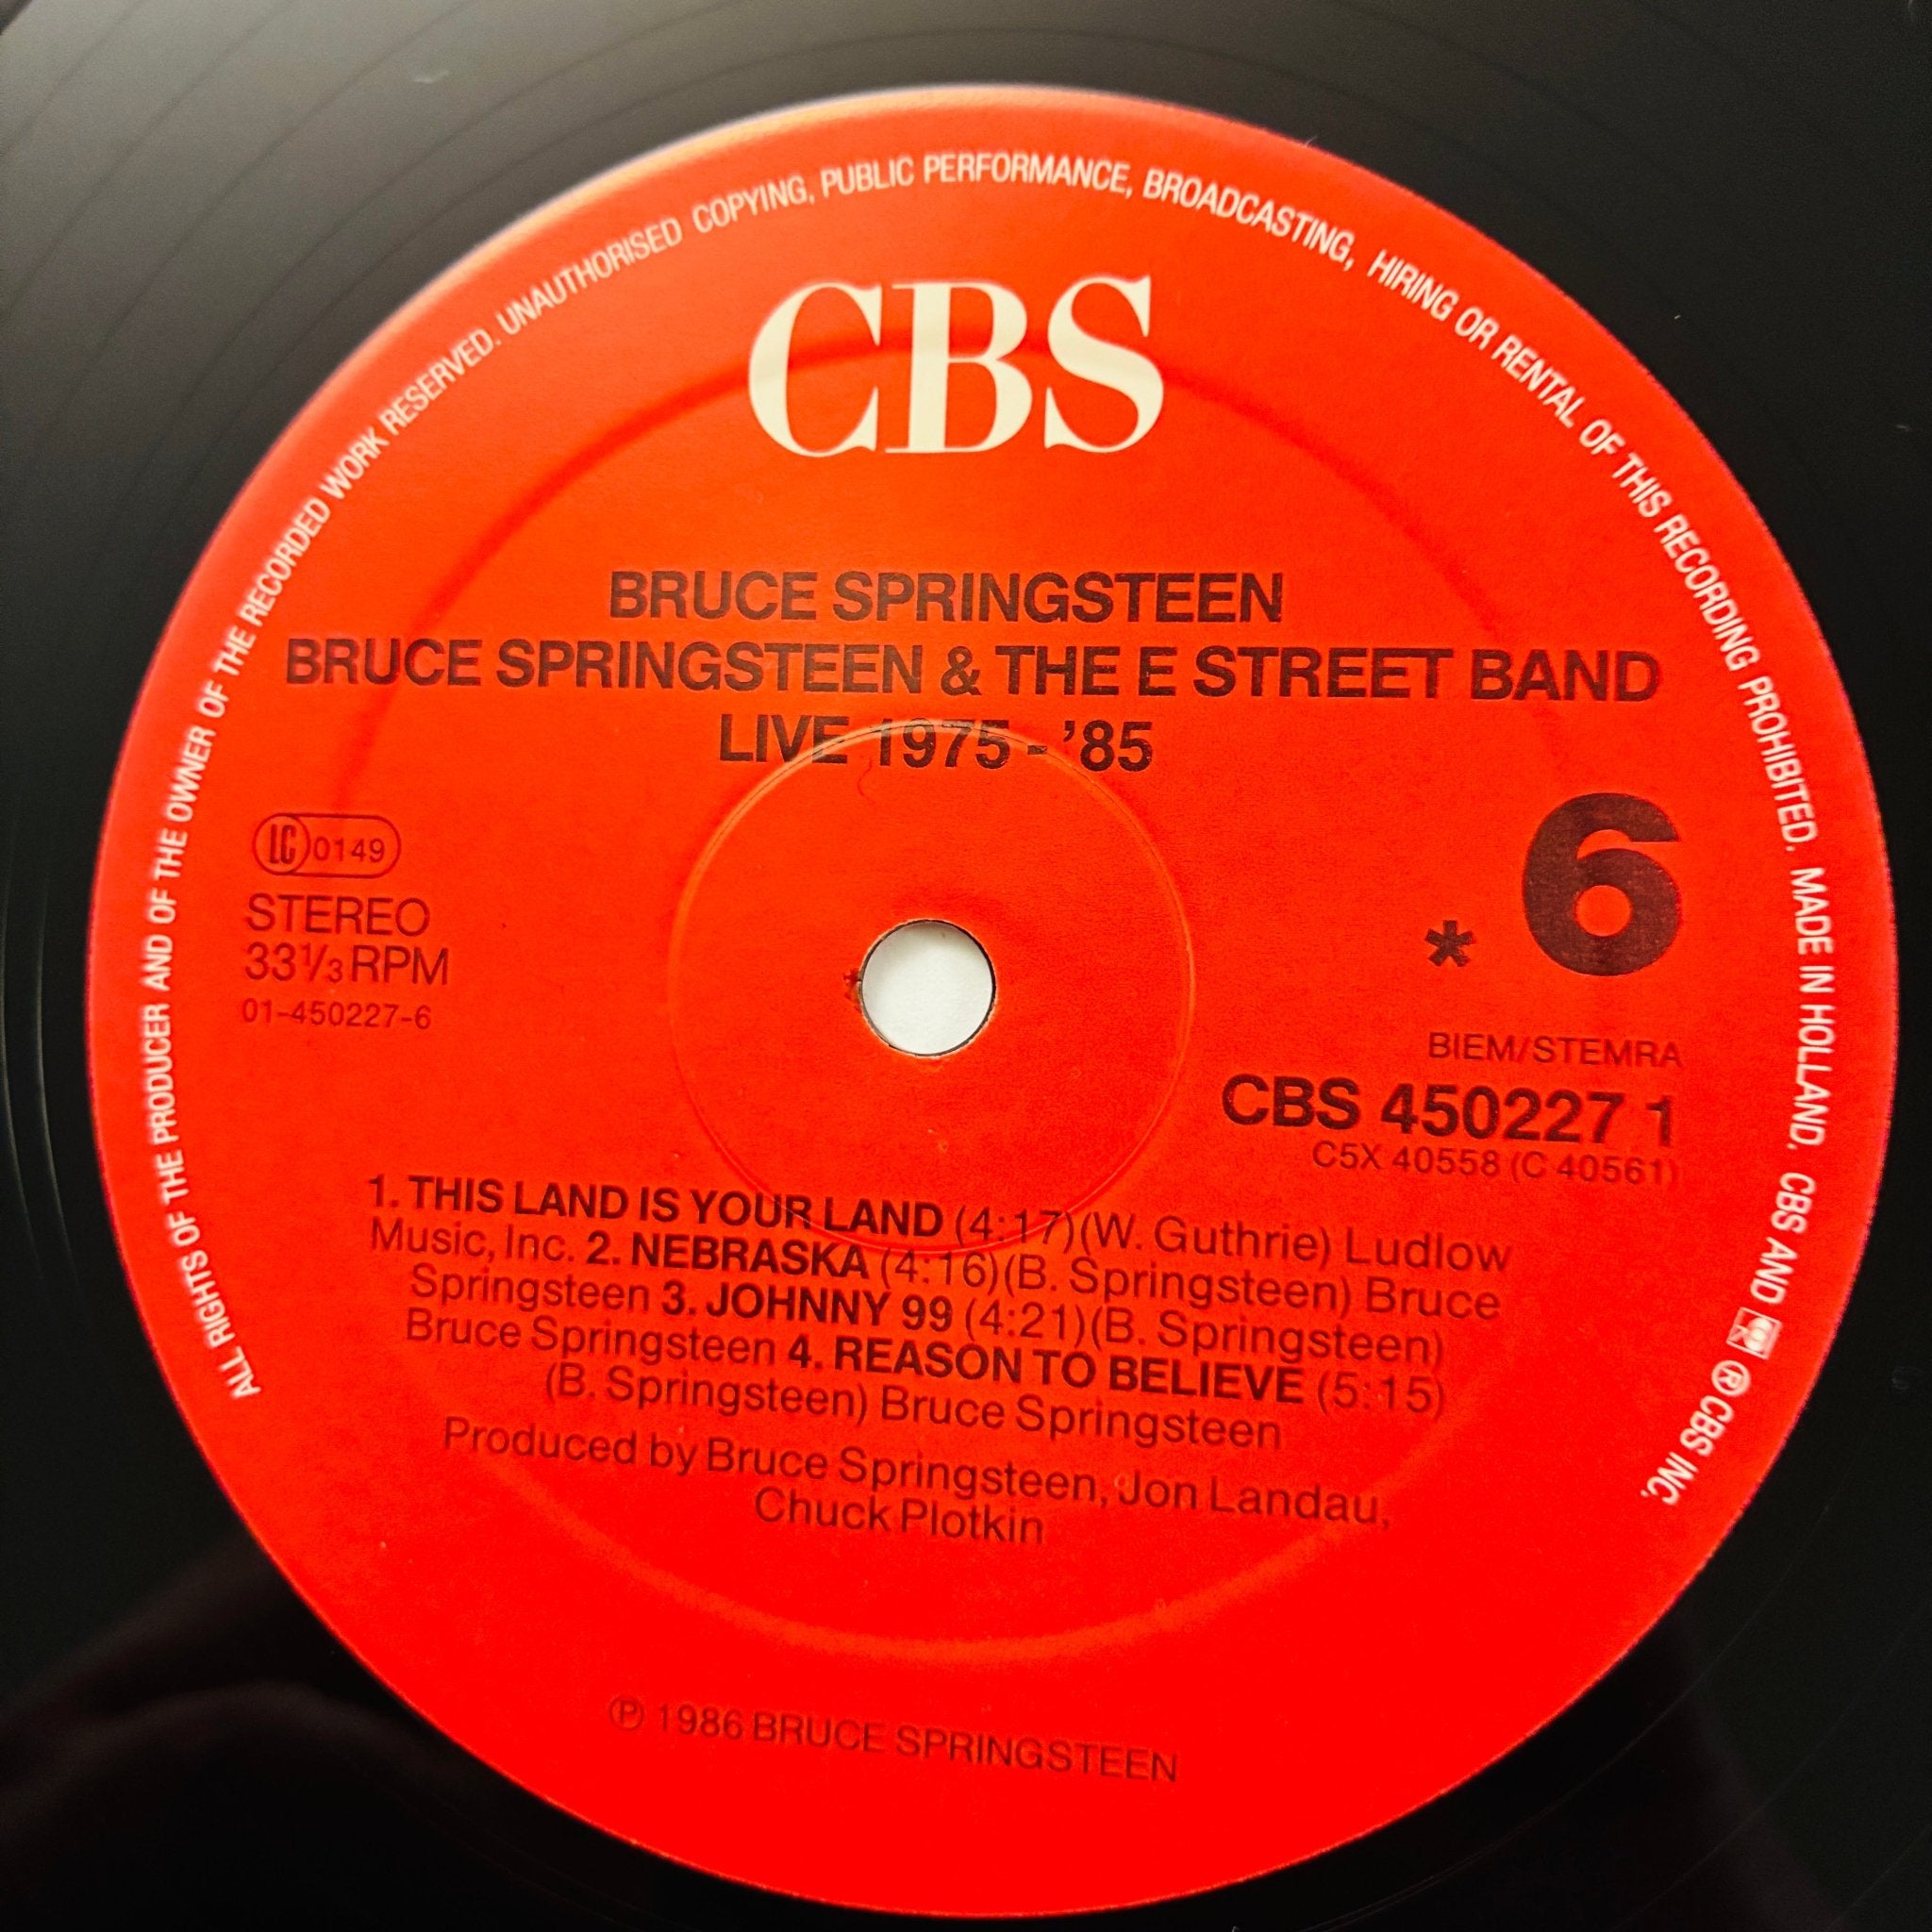 ALL RIGHTS OF THE PRODUCER AND OF THE OWNER OF THE RECORDED WORK RESERVED. UNAUTHORISED COPYING, PUBLIC PERFORMANCE, BROADCASTING, HIRING OR RENTAL OF THIS RECORDING PROHIBITED. MADE IN HOLLAND. CBS AND ® CBS INC.
CBS
BRUCE SPRINGSTEEN
BRUCE SPRINGSTEEN & THE E STREET BAND
LIVE 1975 - '85
LC 0149
STEREO
33⅓ RPM
01-450227-6
* 6
BIEM/STEMRA
CBS 450227 1
C5X 40558 (C 40561)
1. THIS LAND IS YOUR LAND (4:17)(W. Guthrie) Ludlow
Music, Inc. 2. NEBRASKA (4:16)(B. Springsteen) Bruce
Springsteen 3. JOHNNY 99 (4:21)(B. Springsteen)
Bruce Springsteen 4. REASON TO BELIEVE (5:15)
(B. Springsteen) Bruce Springsteen
Produced by Bruce Springsteen, Jon Landau,
Chuck Plotkin
℗ 1986 BRUCE SPRINGSTEEN